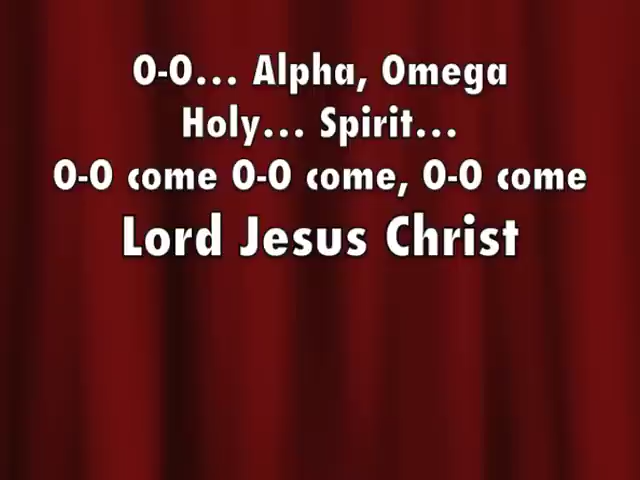 O-O... Alpha, Omega
Holy... Spirit...
O-O come O-O come, O-O come
Lord Jesus Christ